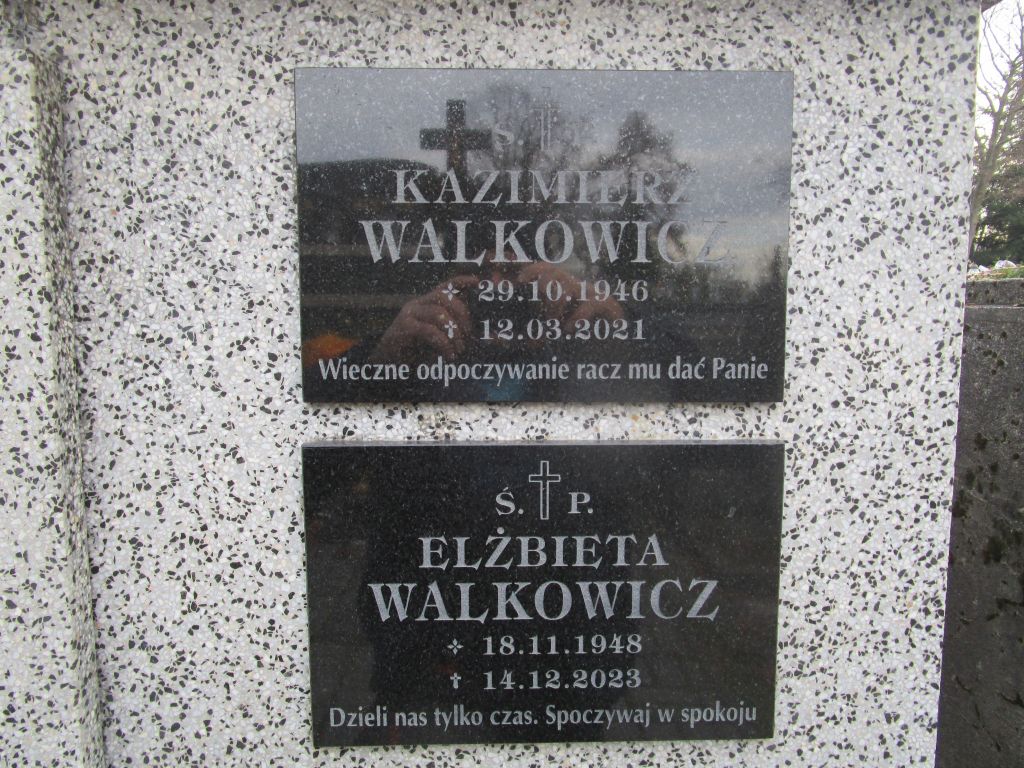 Ś.
KAZIMIERZ
WALKOWICZ
29.10.1946
12.03.2021
Wieczne odpoczywanie racz mu dać Panie
Ś. P.
ELŻBIETA
WALKOWICZ
18.11.1948
14.12.2023
Dzieli nas tylko czas. Spoczywaj w spokoju